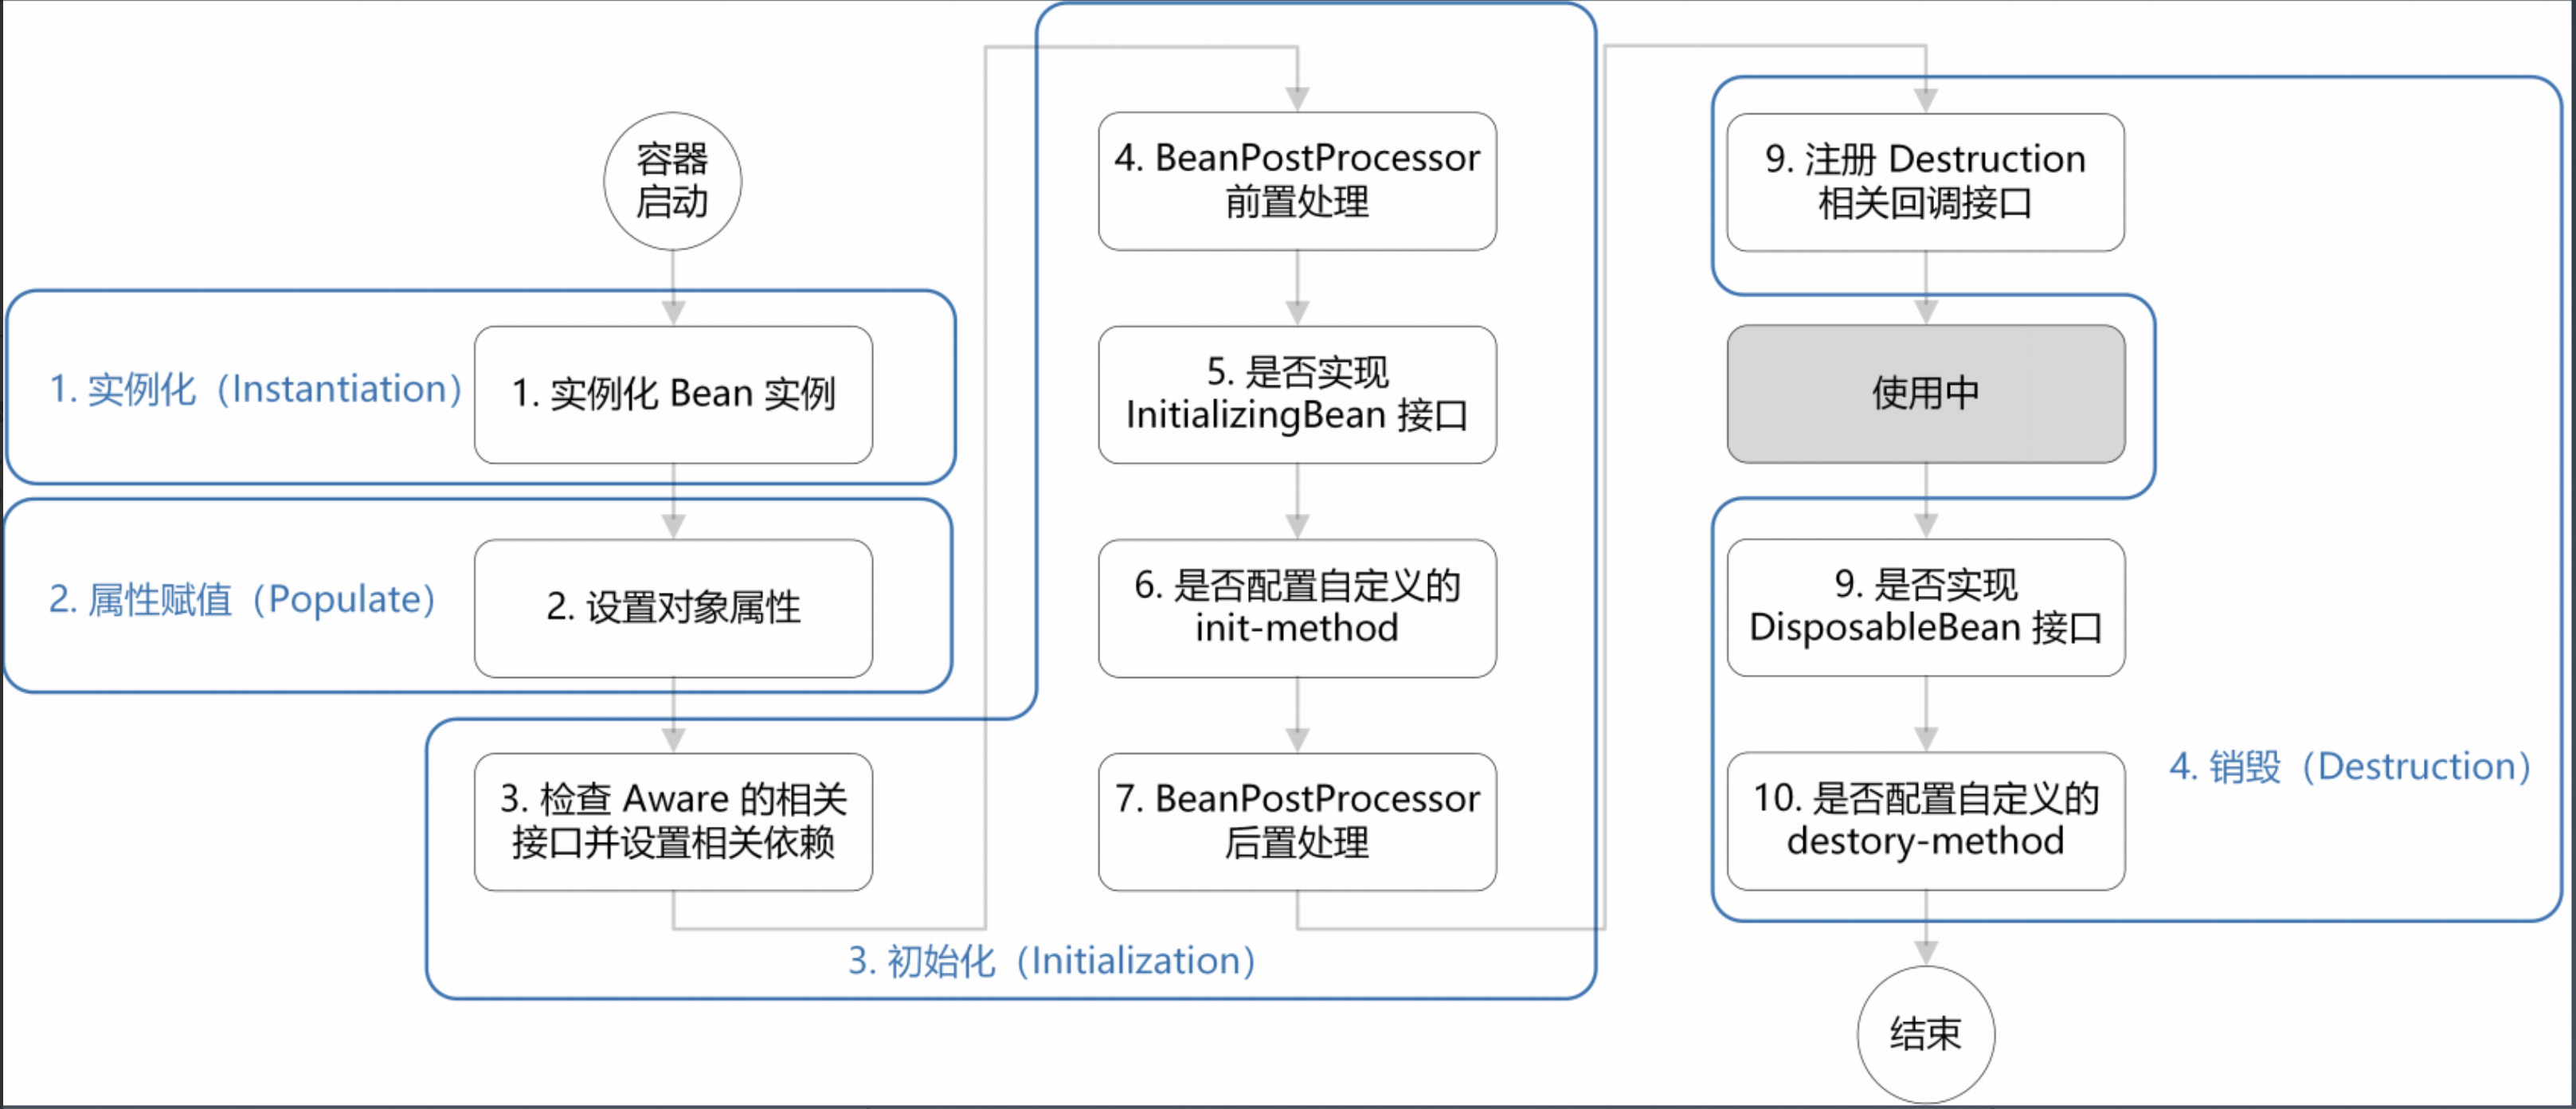 容器
启动
1. 实例化（Instantiation）
1. 实例化 Bean 实例
2. 属性赋值（Populate）
2. 设置对象属性
3. 检查 Aware 的相关
接口并设置相关依赖
3. 初始化（Initialization）
4. BeanPostProcessor
前置处理
5. 是否实现
InitializingBean 接口
6. 是否配置自定义的
init-method
7. BeanPostProcessor
后置处理
9. 注册 Destruction
相关回调接口
使用中
9. 是否实现
DisposableBean 接口
10. 是否配置自定义的
destory-method
4. 销毁（Destruction）
结束